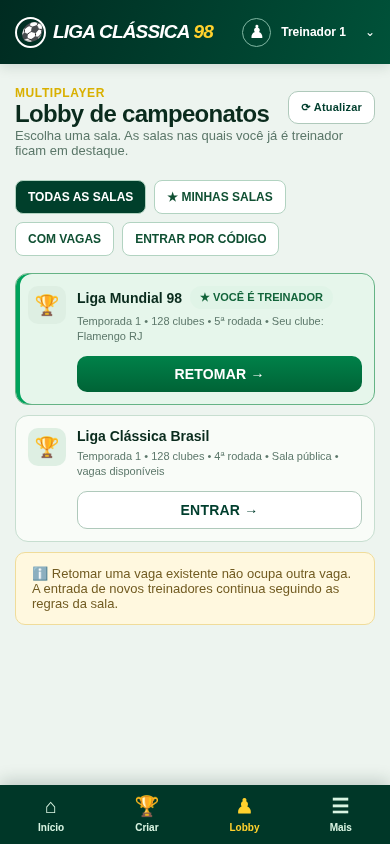 LIGA CLÁSSICA 98
Treinador 1
MULTIPLAYER
Lobby de campeonatos
⟳ Atualizar
Escolha uma sala. As salas nas quais você já é treinador
ficam em destaque.
TODAS AS SALAS
★ MINHAS SALAS
COM VAGAS
ENTRAR POR CÓDIGO
Liga Mundial 98
★ VOCÊ É TREINADOR
Temporada 1 • 128 clubes • 5ª rodada • Seu clube:
Flamengo RJ
RETOMAR →
Liga Clássica Brasil
Temporada 1 • 128 clubes • 4ª rodada • Sala pública •
vagas disponíveis
ENTRAR →
ℹ️ Retomar uma vaga existente não ocupa outra vaga.
A entrada de novos treinadores continua seguindo as
regras da sala.
Início
Criar
Lobby
Mais